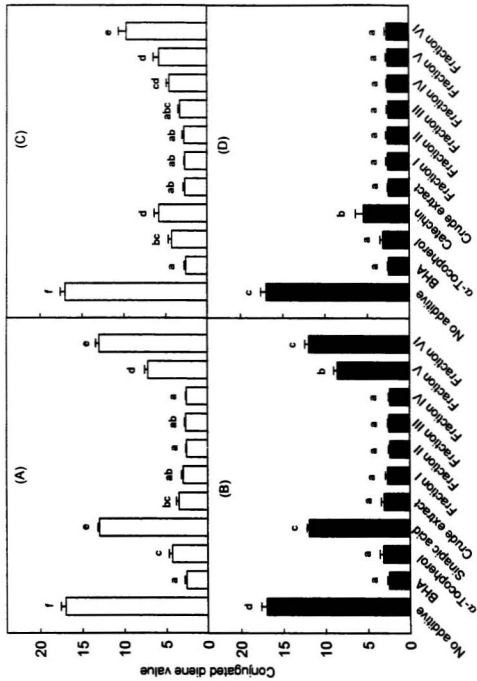 Conjugated diene value
(A)
20
15
10
5
0
f
a
c
e
bc
ab
a
ab
a
d
e
(C)
f
a
bc
d
ab
ab
ab
abc
cd
d
e
(B)
20
15
10
5
0
d
a
a
c
a
a
a
a
a
b
c
No additive
BHA
α-Tocopherol
Sinapic acid
Crude extract
Fraction I
Fraction II
Fraction III
Fraction IV
Fraction V
Fraction VI
(D)
c
a
a
b
a
a
a
a
a
a
a
No additive
BHA
α-Tocopherol
Catechin
Crude extract
Fraction I
Fraction II
Fraction III
Fraction IV
Fraction V
Fraction VI